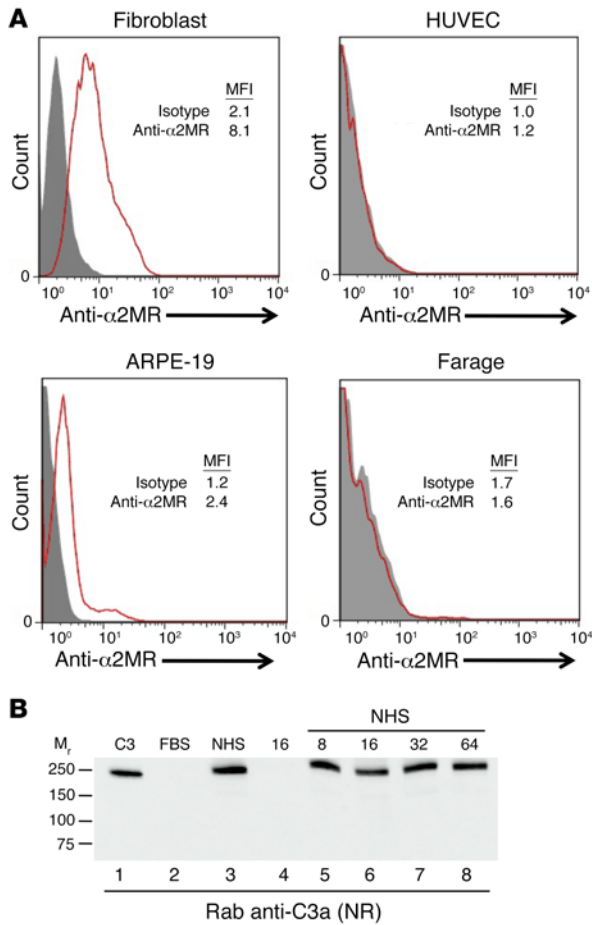 A
Fibroblast
MFI
Isotype 2.1
Anti-α2MR 8.1
Count
0
10⁰ 10¹ 10² 10³ 10⁴
Anti-α2MR
HUVEC
MFI
Isotype 1.0
Anti-α2MR 1.2
Count
0
10⁰ 10¹ 10² 10³ 10⁴
Anti-α2MR
ARPE-19
MFI
Isotype 1.2
Anti-α2MR 2.4
Count
0
10⁰ 10¹ 10² 10³ 10⁴
Anti-α2MR
Farage
MFI
Isotype 1.7
Anti-α2MR 1.6
Count
0
10⁰ 10¹ 10² 10³ 10⁴
Anti-α2MR
B
NHS
Mr C3 FBS NHS 16 8 16 32 64
250
150
100
75
1 2 3 4 5 6 7 8
Rab anti-C3a (NR)